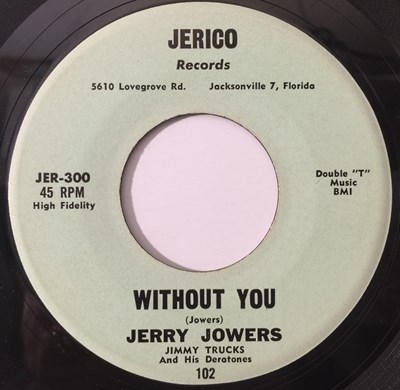 JERICO
Records
5610 Lovegrove Rd. Jacksonville 7, Florida
JER-300
45 RPM
High Fidelity
Double "T"
Music
BMI
WITHOUT YOU
(Jowers)
JERRY JOWERS
JIMMY TRUCKS
And His Deratones
102